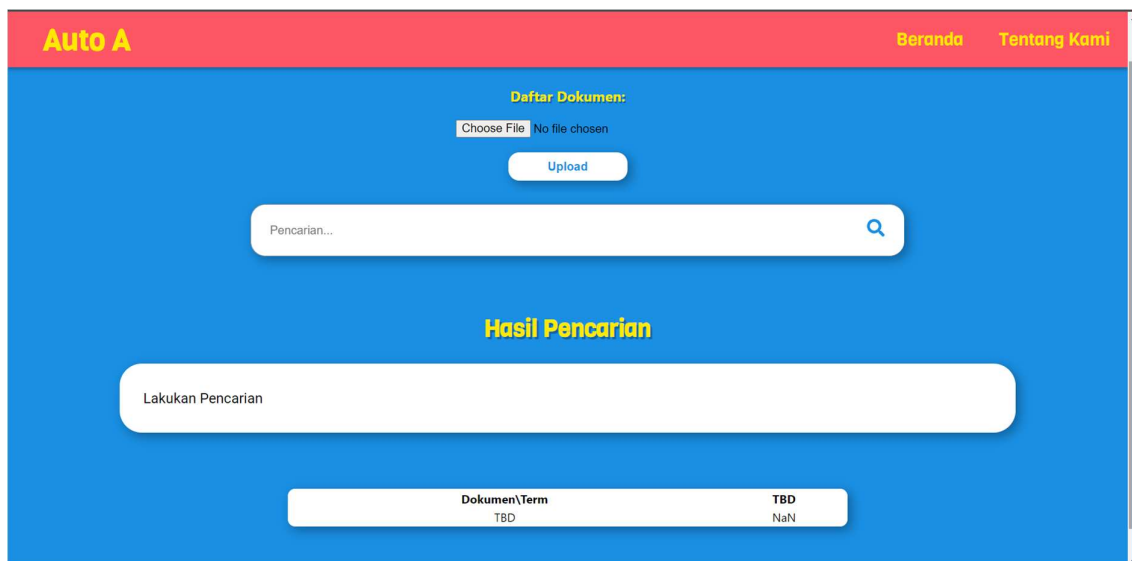 Auto A Beranda Tentang Kami
Daftar Dokumen:
Choose File No file chosen
Upload
Pencarian...
Hasil Pencarian
Lakukan Pencarian
Dokumen\Term TBD
TBD NaN